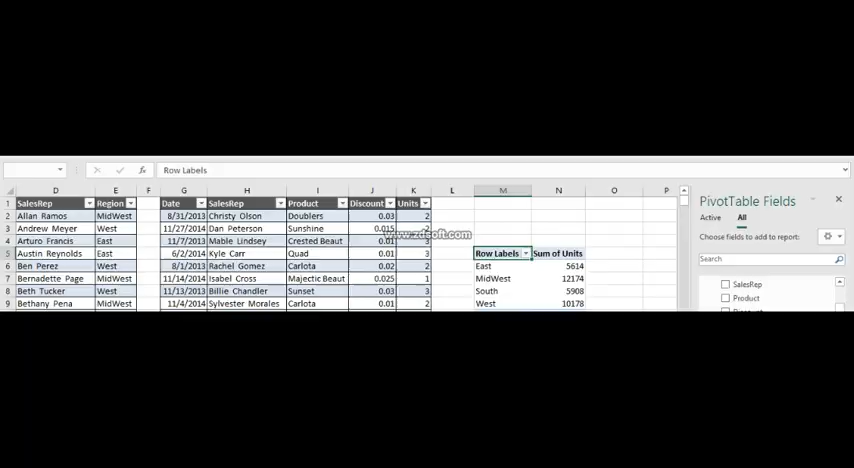 Row Labels
D E F G H I J K L M N O P
1 SalesRep Region Date SalesRep Product Discount Units
2 Allan Ramos MidWest 8/31/2013 Christy Olson Doublers 0.03 2
3 Andrew Meyer West 11/27/2014 Dan Peterson Sunshine 0.015 2
www.zdsoft.com
4 Arturo Francis East 11/7/2013 Mable Lindsey Crested Beaut 0.01 3
5 Austin Reynolds East 6/2/2014 Kyle Carr Quad 0.01 3 Row Labels Sum of Units
6 Ben Perez West 8/1/2013 Rachel Gomez Carlota 0.02 2 East 5614
7 Bernadette Page MidWest 11/14/2014 Isabel Cross Majectic Beaut 0.025 1 MidWest 12174
8 Beth Tucker West 11/13/2013 Billie Chandler Sunset 0.03 3 South 5908
9 Bethany Pena MidWest 11/4/2014 Sylvester Morales Carlota 0.01 2 West 10178
PivotTable Fields
Active All
Choose fields to add to report:
Search
SalesRep
Product